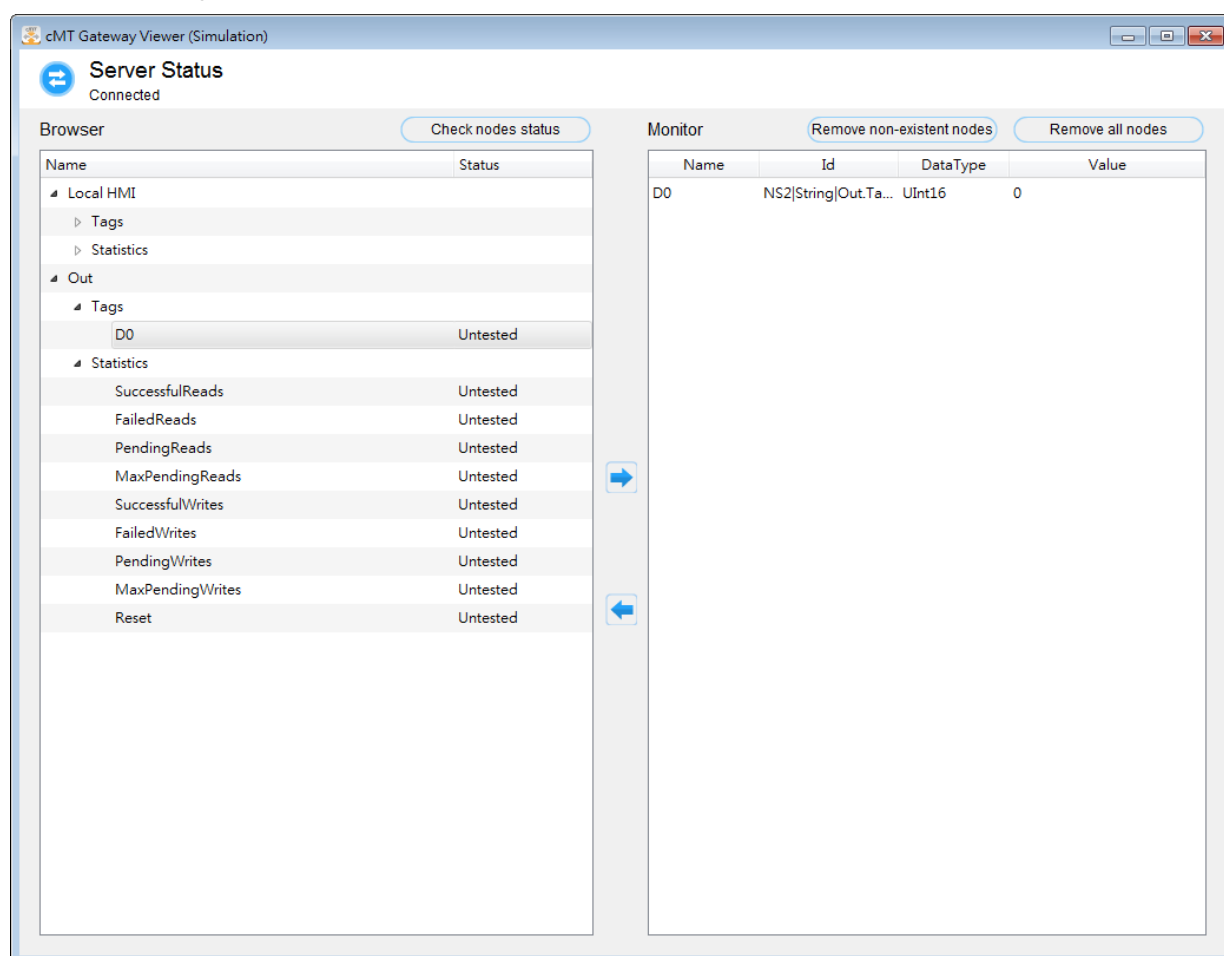 cMT Gateway Viewer (Simulation)
Server Status
Connected
Browser
Check nodes status
Monitor
Remove non-existent nodes
Remove all nodes
Name Status
Name Id DataType Value
Local HMI
D0 NS2|String|Out.Ta... UInt16 0
Tags
Statistics
Out
Tags
D0 Untested
Statistics
SuccessfulReads Untested
FailedReads Untested
PendingReads Untested
MaxPendingReads Untested
SuccessfulWrites Untested
FailedWrites Untested
PendingWrites Untested
MaxPendingWrites Untested
Reset Untested